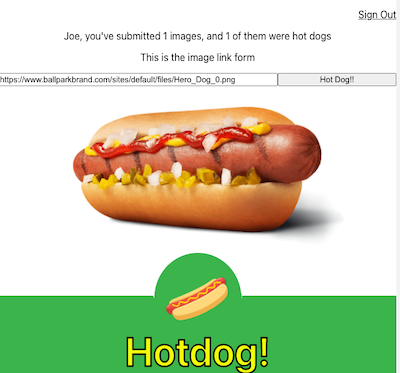 Sign Out
Joe, you've submitted 1 images, and 1 of them were hot dogs
This is the image link form
https://www.ballparkbrand.com/sites/default/files/Hero_Dog_0.png
Hot Dog!!
Hotdog!